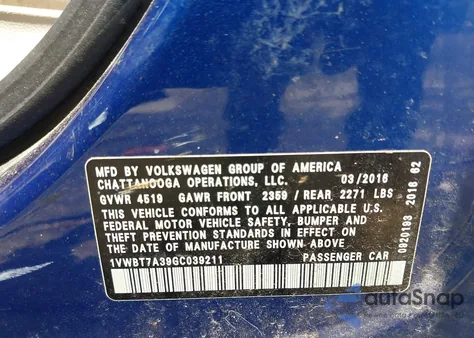 MFD BY VOLKSWAGEN GROUP OF AMERICA
CHATTANOOGA OPERATIONS, LLC. 03/2016
GVWR 4519 GAWR FRONT 2359 / REAR 2271 LBS
THIS VEHICLE CONFORMS TO ALL APPLICABLE U.S.
FEDERAL MOTOR VEHICLE SAFETY, BUMPER AND
THEFT PREVENTION STANDARDS IN EFFECT ON
THE DATE OF MANUFACTURE SHOWN ABOVE.
1VWBT7A39GC039211 PASSENGER CAR
0920193 2016 62
autoSnap